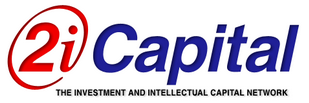 2i Capital
THE INVESTMENT AND INTELLECTUAL CAPITAL NETWORK